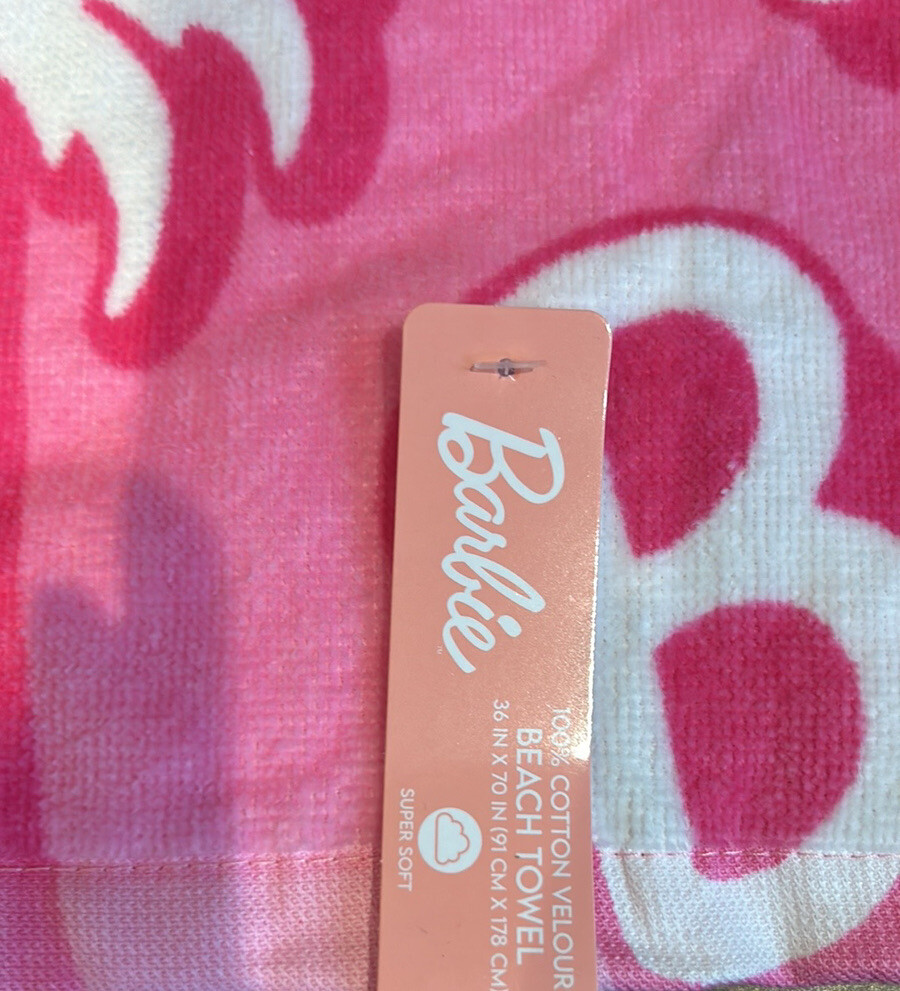 Barbie
100% COTTON VELOUR
BEACH TOWEL
36 IN X 70 IN (91 CM X 178 CM)
SUPER SOFT
B